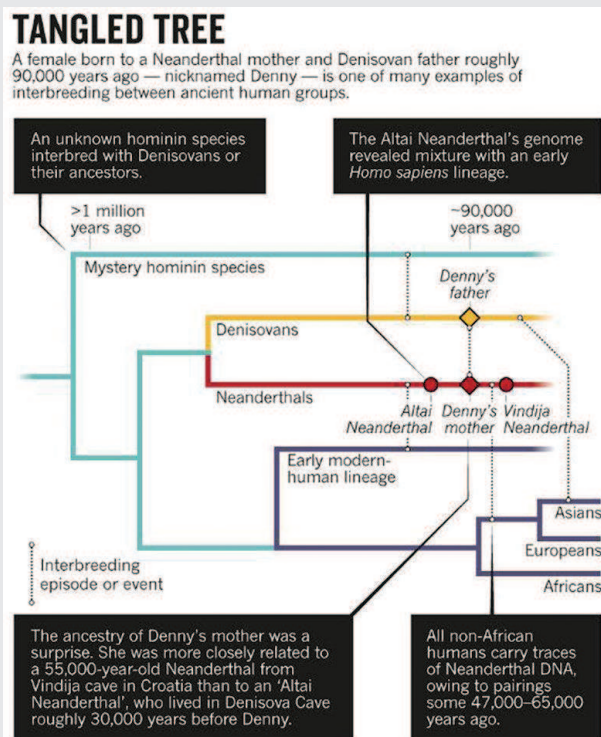 TANGLED TREE
A female born to a Neanderthal mother and Denisovan father roughly
90,000 years ago — nicknamed Denny — is one of many examples of
interbreeding between ancient human groups.
An unknown hominin species
interbred with Denisovans or
their ancestors.
The Altai Neanderthal’s genome
revealed mixture with an early
Homo sapiens lineage.
>1 million
years ago
~90,000
years ago
Mystery hominin species
Denny’s
father
Denisovans
Neanderthals
Altai
Neanderthal
Denny’s
mother
Vindija
Neanderthal
Early modern-
human lineage
Asians
Europeans
Africans
Interbreeding
episode or event
The ancestry of Denny’s mother was a
surprise. She was more closely related to
a 55,000-year-old Neanderthal from
Vindija cave in Croatia than to an ‘Altai
Neanderthal’, who lived in Denisova Cave
roughly 30,000 years before Denny.
All non-African
humans carry traces
of Neanderthal DNA,
owing to pairings
some 47,000–65,000
years ago.